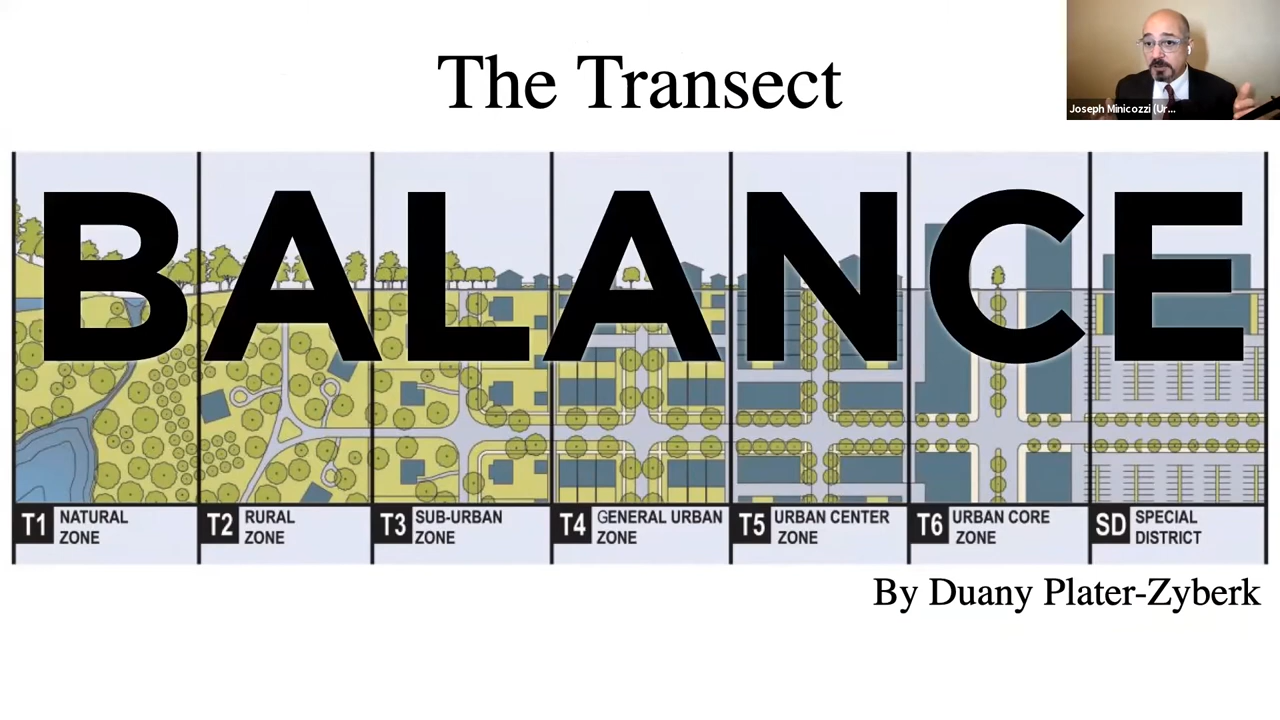 The Transect
Joseph Minicozzi (Ur...
BALANCE
T1 NATURAL ZONE
T2 RURAL ZONE
T3 SUB-URBAN ZONE
T4 GENERAL URBAN ZONE
T5 URBAN CENTER ZONE
T6 URBAN CORE ZONE
SD SPECIAL DISTRICT
By Duany Plater-Zyberk